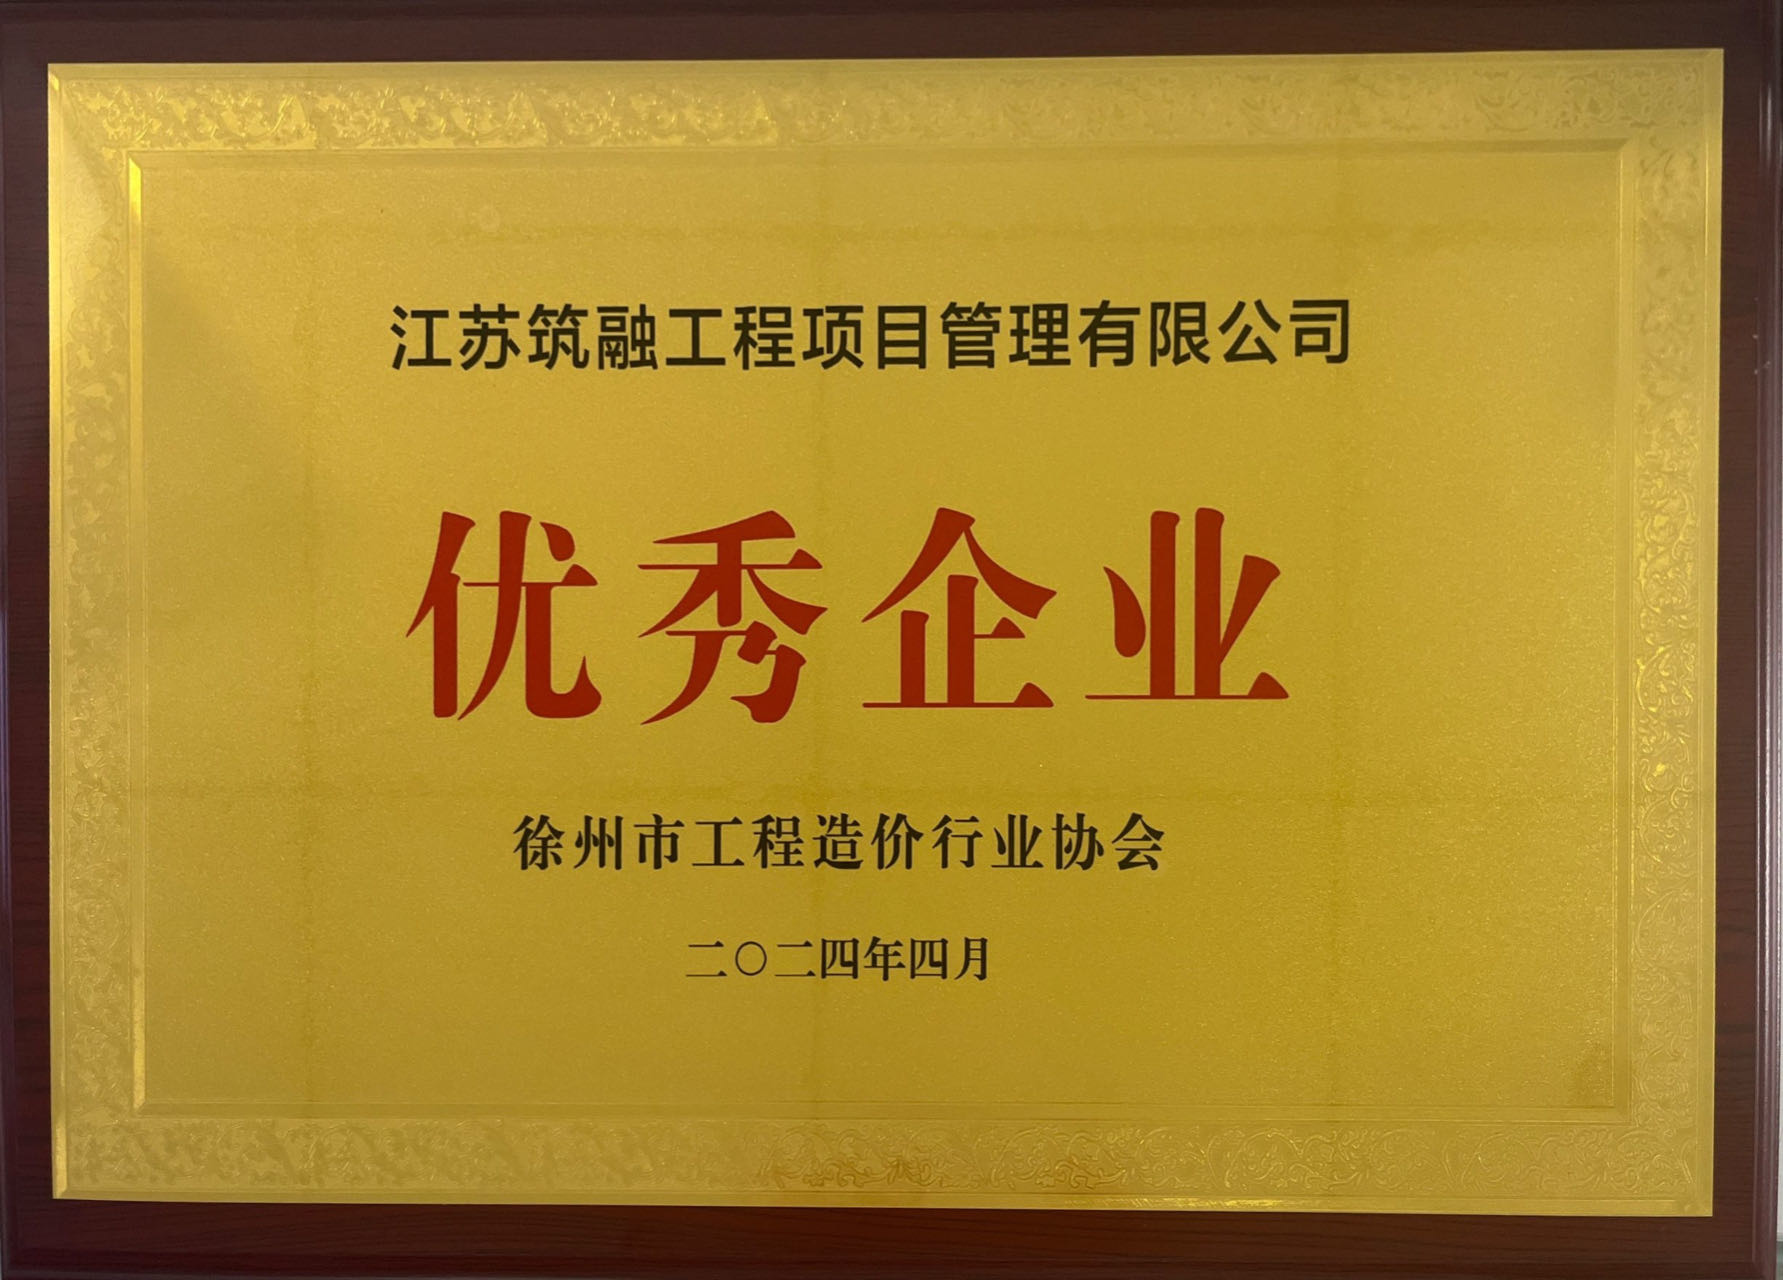 江苏筑融工程项目管理有限公司
优秀企业
徐州市工程造价行业协会
二〇二四年四月